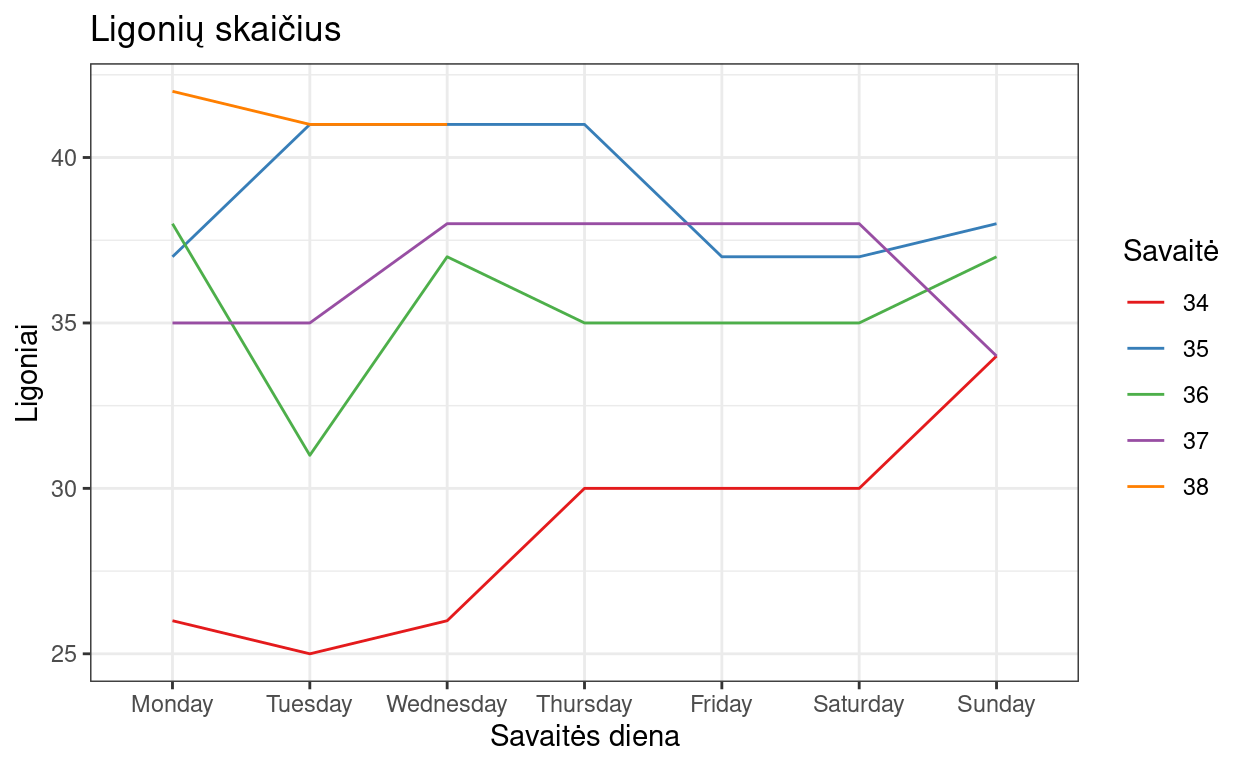 Ligonių skaičius
Ligoniai
40
35
30
25
Monday Tuesday Wednesday Thursday Friday Saturday Sunday
Savaitės diena
Savaitė
34
35
36
37
38